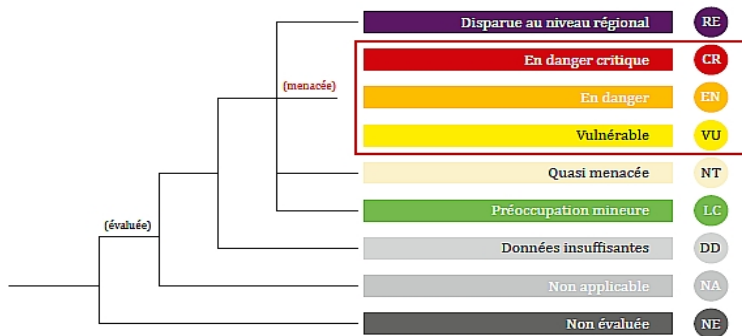 Disparue au niveau régional RE
En danger critique CR
(menacée)
En danger EN
Vulnérable VU
Quasi menacée NT
Préoccupation mineure LC
(évaluée)
Données insuffisantes DD
Non applicable NA
Non évaluée NE